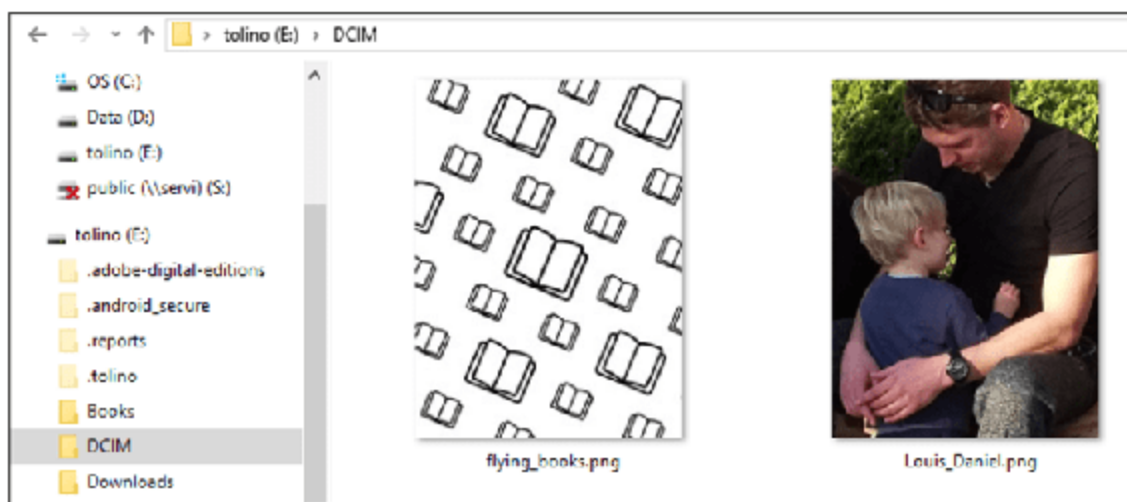 tolino (E:) › DCIM
OS (C:)
Data (D:)
tolino (E:)
public (\\servi) (S:)
tolino (E:)
.adobe-digital-editions
.android_secure
.reports
.tolino
Books
DCIM
Downloads
flying_books.png
Louis_Daniel.png